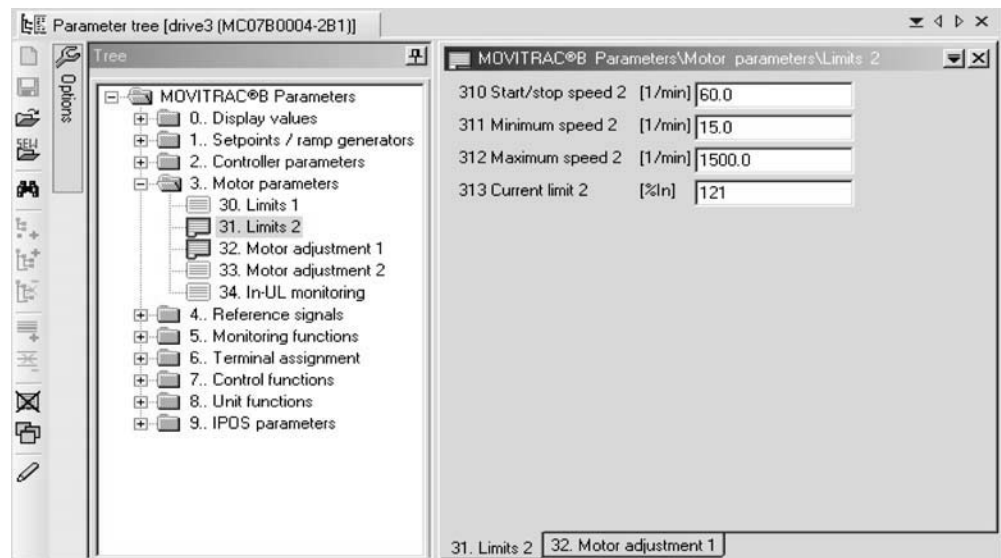 Parameter tree [drive3 (MC07B0004-2B1)]
Options
SEW
Tree
MOVITRAC®B Parameters
0.. Display values
1.. Setpoints / ramp generators
2.. Controller parameters
3.. Motor parameters
30. Limits 1
31. Limits 2
32. Motor adjustment 1
33. Motor adjustment 2
34. In-UL monitoring
4.. Reference signals
5.. Monitoring functions
6.. Terminal assignment
7.. Control functions
8.. Unit functions
9.. IPOS parameters
MOVITRAC®B Parameters\Motor parameters\Limits 2
310 Start/stop speed 2 [1/min] 60.0
311 Minimum speed 2 [1/min] 15.0
312 Maximum speed 2 [1/min] 1500.0
313 Current limit 2 [%In] 121
31. Limits 2 32. Motor adjustment 1